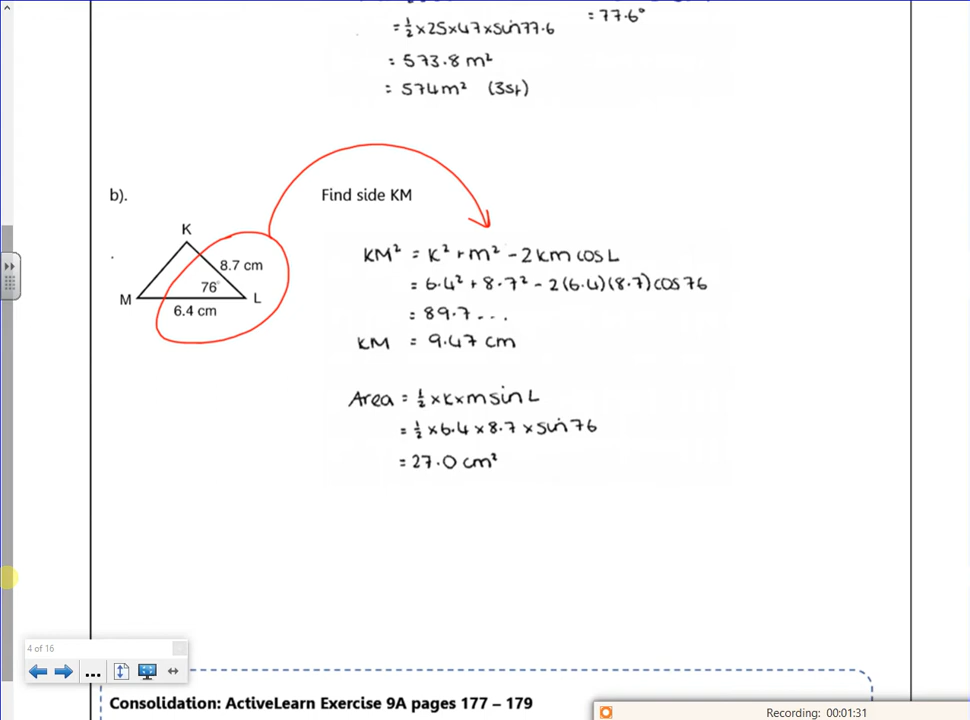 = 77.6°
= ½ × 25 × 47 × sin 77.6
= 573.8 m²
= 574 m² (3sf)
b).
Find side KM
K
8.7 cm
76°
M
L
6.4 cm
KM² = k² + m² - 2km cos L
= 6.4² + 8.7² - 2(6.4)(8.7) cos 76
= 89.7...
KM = 9.47 cm
Area = ½ × k × m sin L
= ½ × 6.4 × 8.7 × sin 76
= 27.0 cm²
4 of 16
Consolidation: ActiveLearn Exercise 9A pages 177 – 179
Recording: 00:01:31